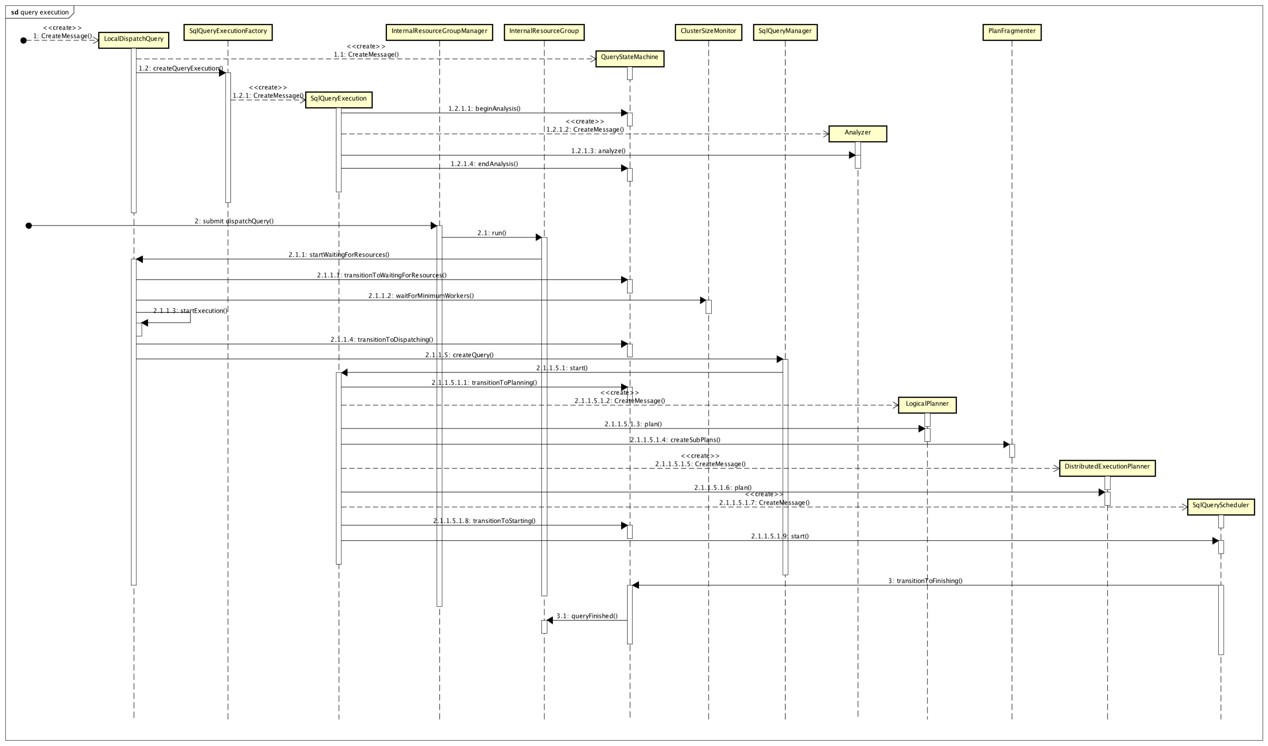 sd query execution
<<create>>
1: CreateMessage()
LocalDispatchQuery
SqlQueryExecutionFactory
InternalResourceGroupManager
InternalResourceGroup
ClusterSizeMonitor
SqlQueryManager
PlanFragmenter
<<create>>
1.1: CreateMessage()
QueryStateMachine
1.2: createQueryExecution()
<<create>>
1.2.1: CreateMessage()
SqlQueryExecution
1.2.1.1: beginAnalysis()
<<create>>
1.2.1.2: CreateMessage()
Analyzer
1.2.1.3: analyze()
1.2.1.4: endAnalysis()
2: submit dispatchQuery()
2.1: run()
2.1.1: startWaitingForResources()
2.1.1.1: transitionToWaitingForResources()
2.1.1.2: waitForMinimumWorkers()
2.1.1.3: startExecution()
2.1.1.4: transitionToDispatching()
2.1.1.5: createQuery()
2.1.1.5.1: start()
2.1.1.5.1.1: transitionToPlanning()
<<create>>
2.1.1.5.1.2: CreateMessage()
LogicalPlanner
2.1.1.5.1.3: plan()
2.1.1.5.1.4: createSubPlans()
<<create>>
2.1.1.5.1.5: CreateMessage()
DistributedExecutionPlanner
2.1.1.5.1.6: plan()
<<create>>
2.1.1.5.1.7: CreateMessage()
SqlQueryScheduler
2.1.1.5.1.8: transitionToStarting()
2.1.1.5.1.9: start()
3: transitionToFinishing()
3.1: queryFinished()